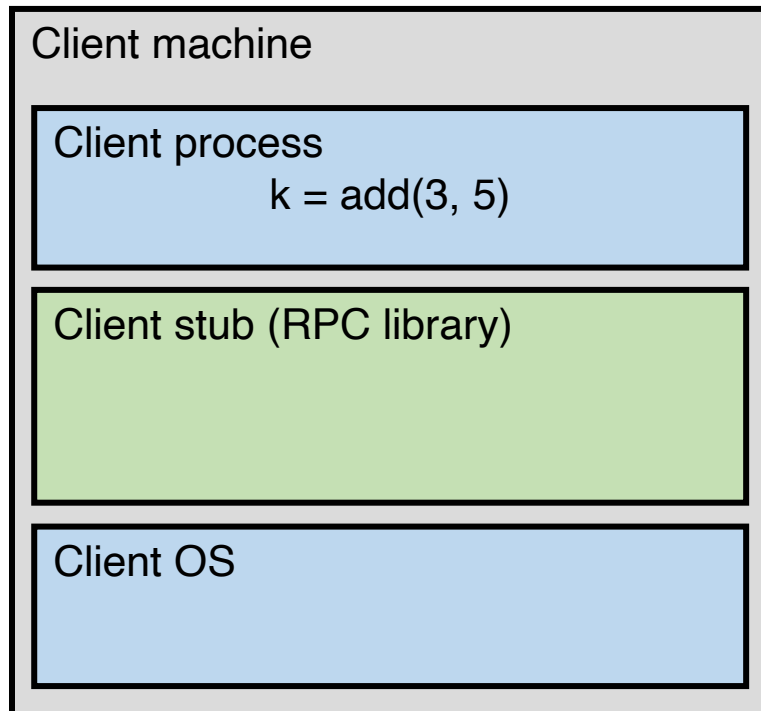 Client machine
Client process
k = add(3, 5)
Client stub (RPC library)
Client OS